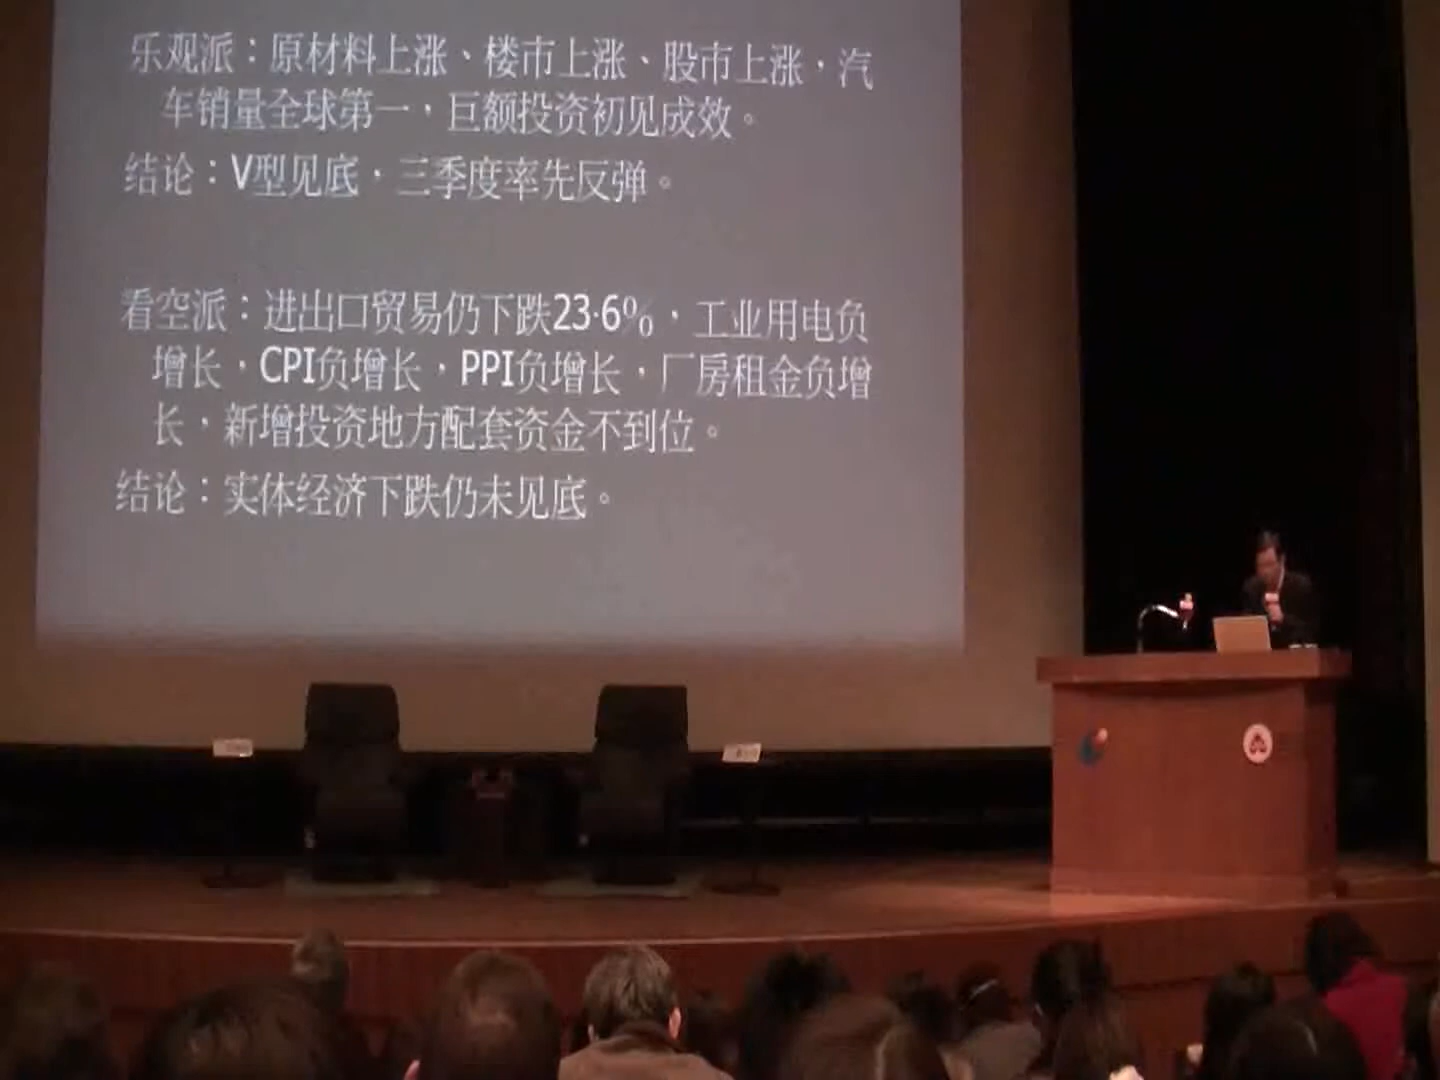 乐观派：原材料上涨、楼市上涨、股市上涨，汽
车销量全球第一，巨额投资初见成效。
结论：V型见底，三季度率先反弹。
看空派：进出口贸易仍下跌23.6%，工业用电负
增长，CPI负增长，PPI负增长，厂房租金负增
长，新增投资地方配套资金不到位。
结论：实体经济下跌仍未见底。